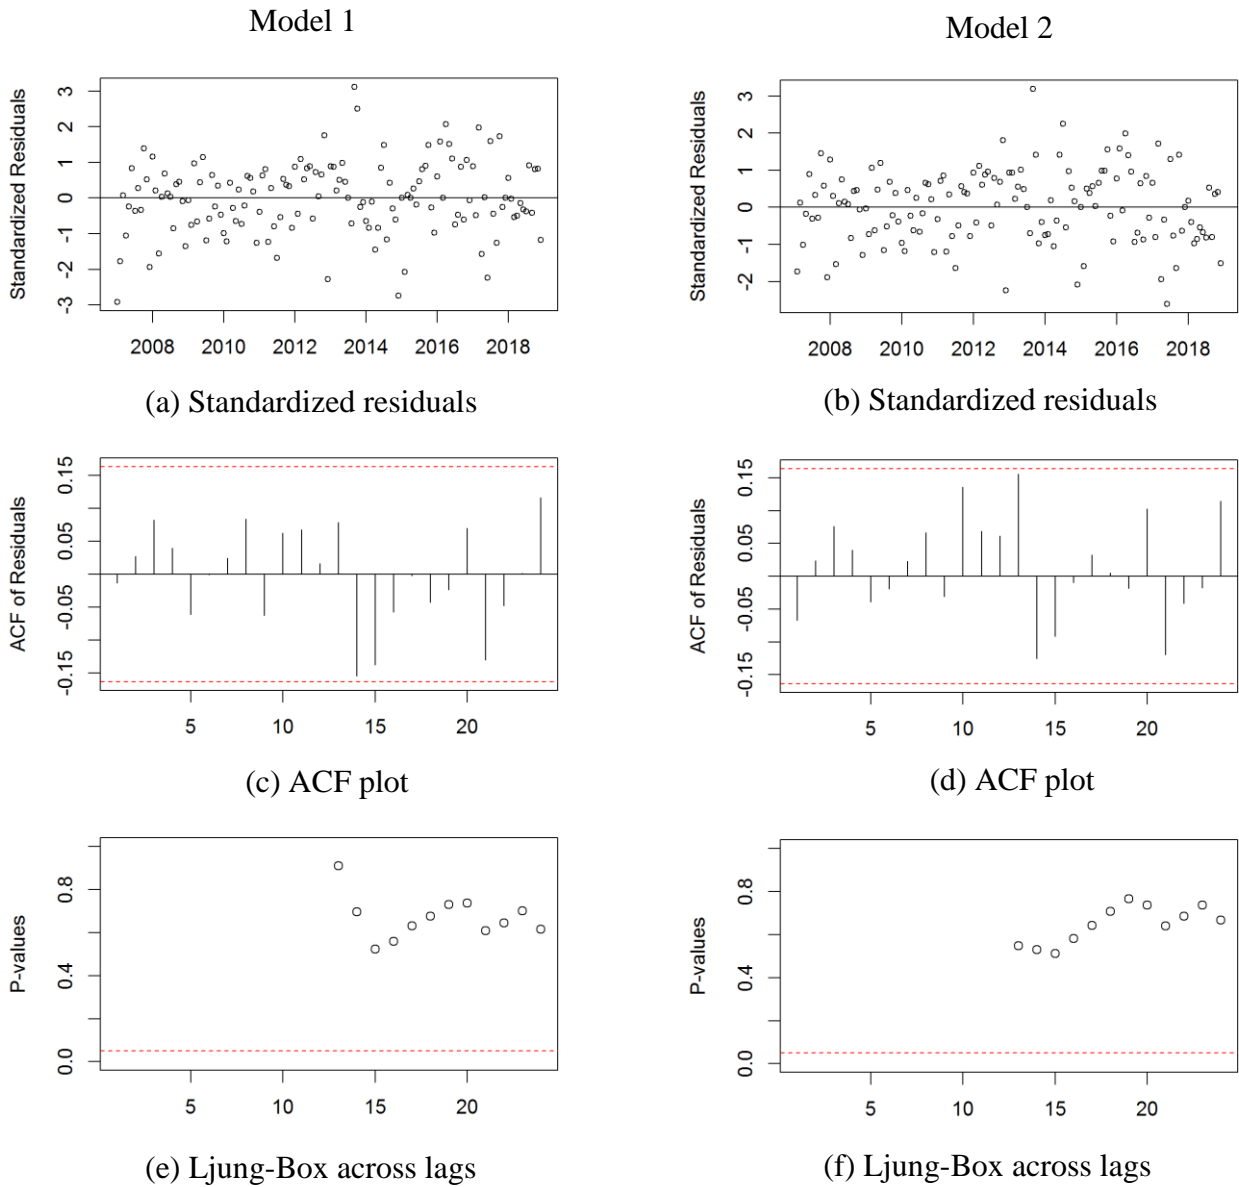 Model 1
Model 2
Standardized Residuals
3
2
1
0
-1
-2
-3
2008 2010 2012 2014 2016 2018
(a) Standardized residuals
Standardized Residuals
3
2
1
0
-1
-2
2008 2010 2012 2014 2016 2018
(b) Standardized residuals
ACF of Residuals
0.15
0.05
-0.05
-0.15
5 10 15 20
(c) ACF plot
ACF of Residuals
0.15
0.05
-0.05
-0.15
5 10 15 20
(d) ACF plot
P-values
0.8
0.4
0.0
5 10 15 20
(e) Ljung-Box across lags
P-values
0.8
0.4
0.0
5 10 15 20
(f) Ljung-Box across lags